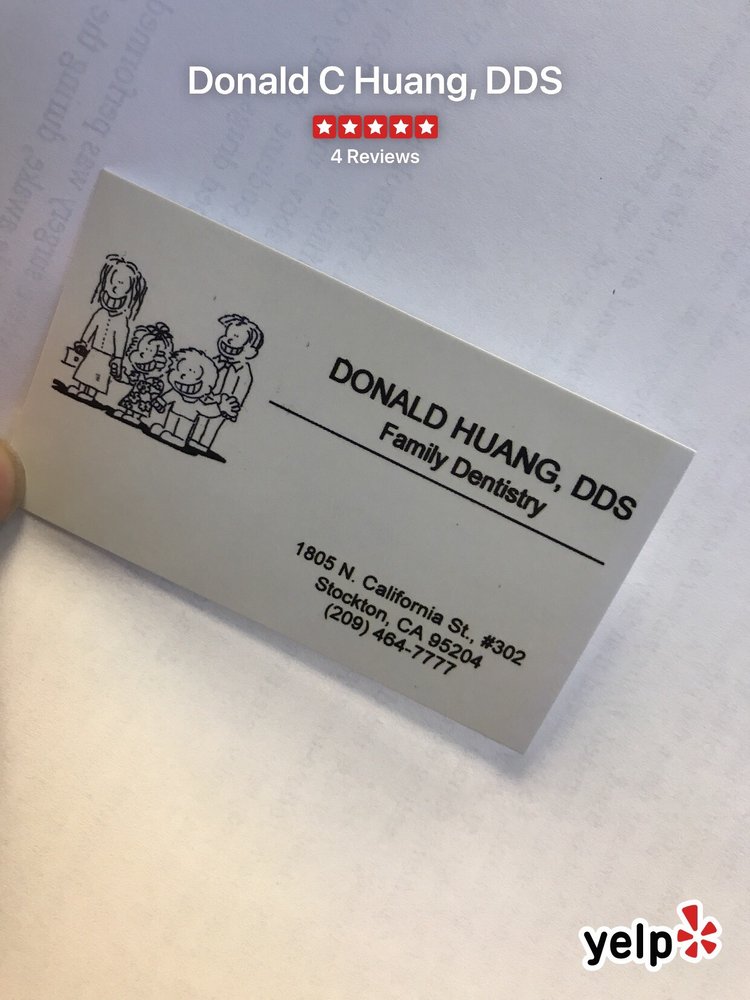 Donald C Huang, DDS
4 Reviews
DONALD HUANG, DDS
Family Dentistry
1805 N. California St., #302
Stockton, CA 95204
(209) 464-7777
yelp